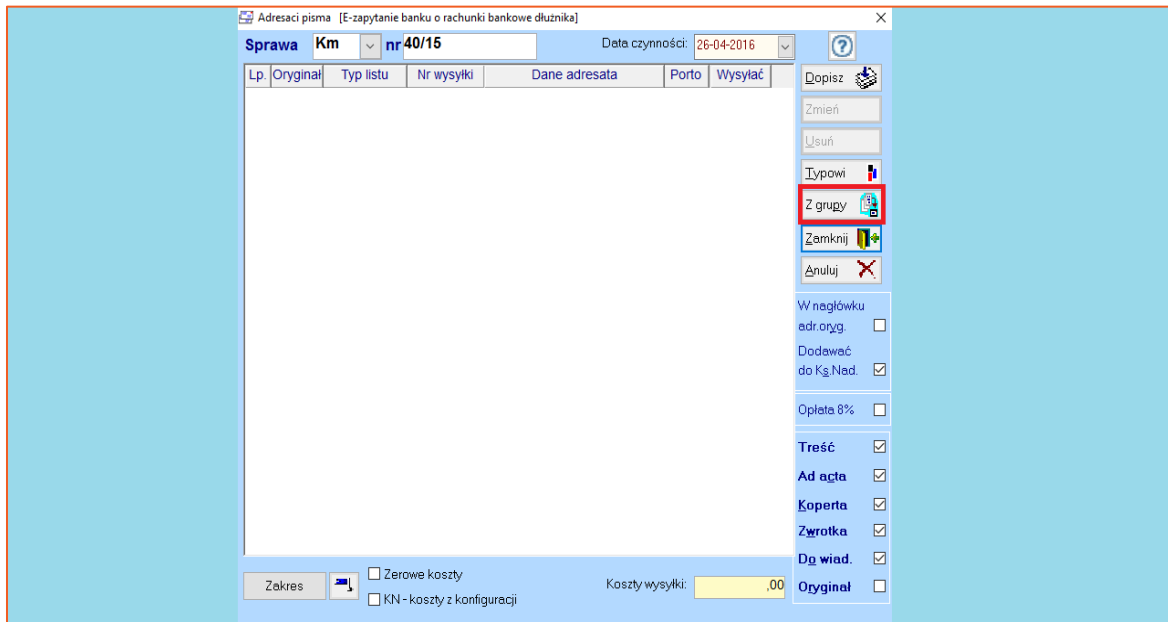 Adresaci pisma [E-zapytanie banku o rachunki bankowe dłużnika]
Sprawa Km nr 40/15 Data czynności: 26-04-2016
Lp. Oryginał Typ listu Nr wysyłki Dane adresata Porto Wysyłać
Dopisz
Zmień
Usuń
Typowi
Z grupy
Zamknij
Anuluj
W nagłówku
adr.oryg.
Dodawać
do Ks.Nad.
Opłata 8%
Treść
Ad acta
Koperta
Zwrotka
Do wiad.
Oryginał
Zakres
Zerowe koszty
KN - koszty z konfiguracji
Koszty wysyłki: ,00